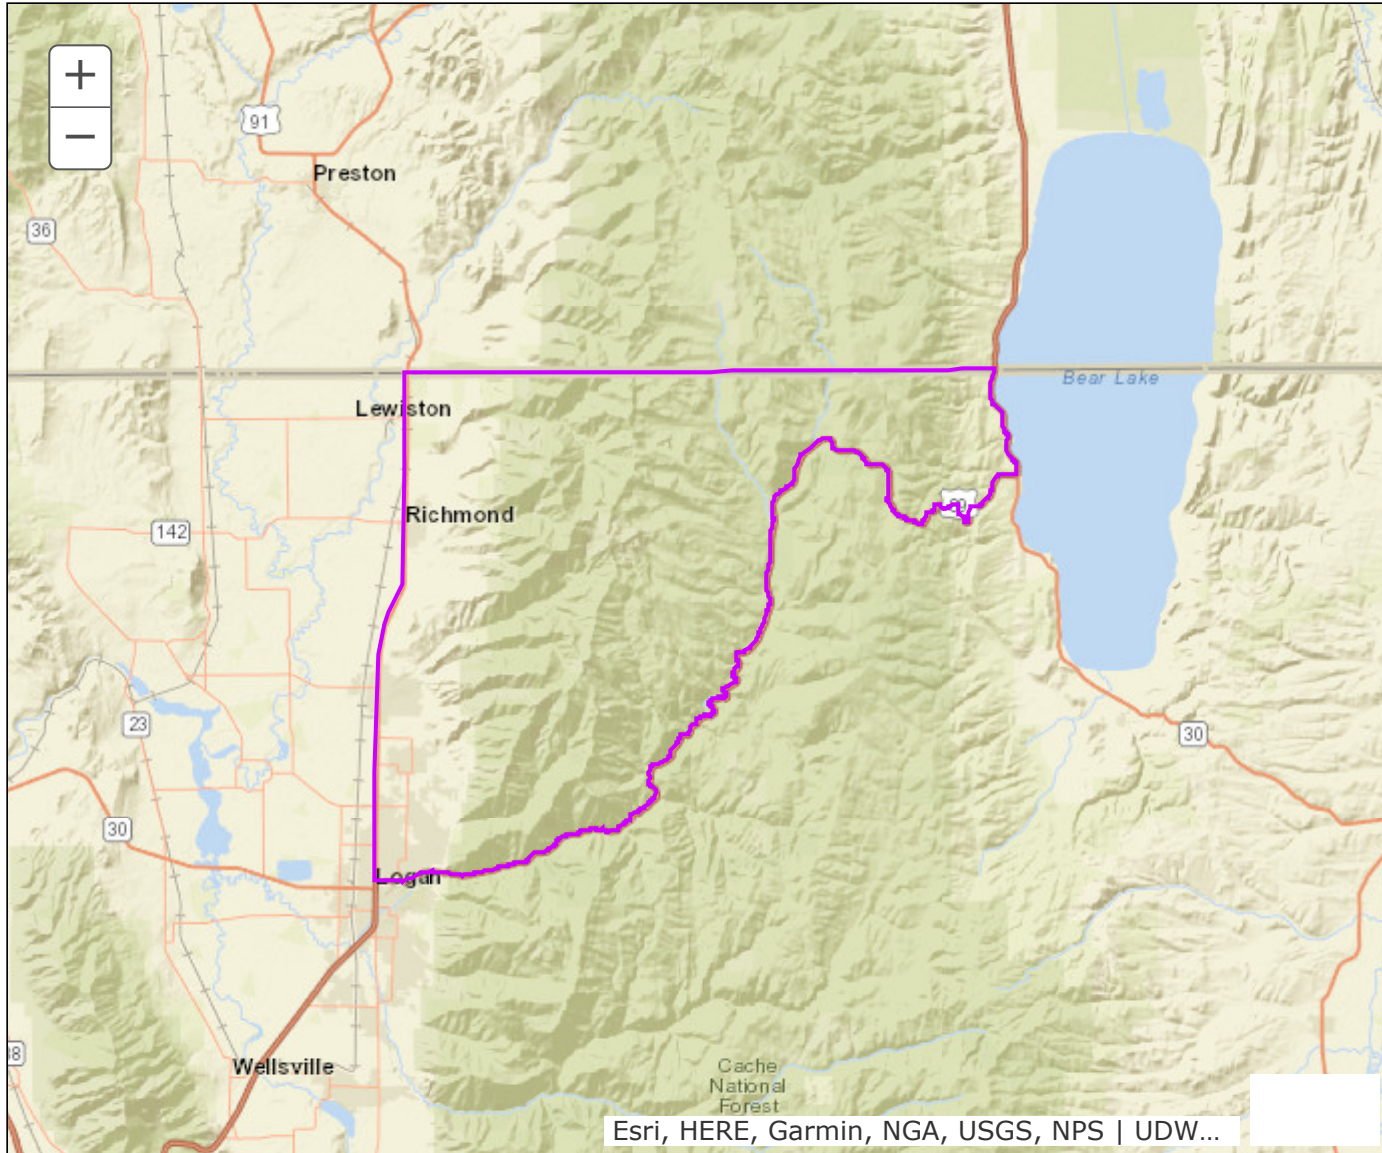 +
91
−
Preston
36
Bear Lake
Lewiston
Richmond
142
23
30
30
Logan
Wellsville
Cache
National
Forest
Esri, HERE, Garmin, NGA, USGS, NPS | UDW...